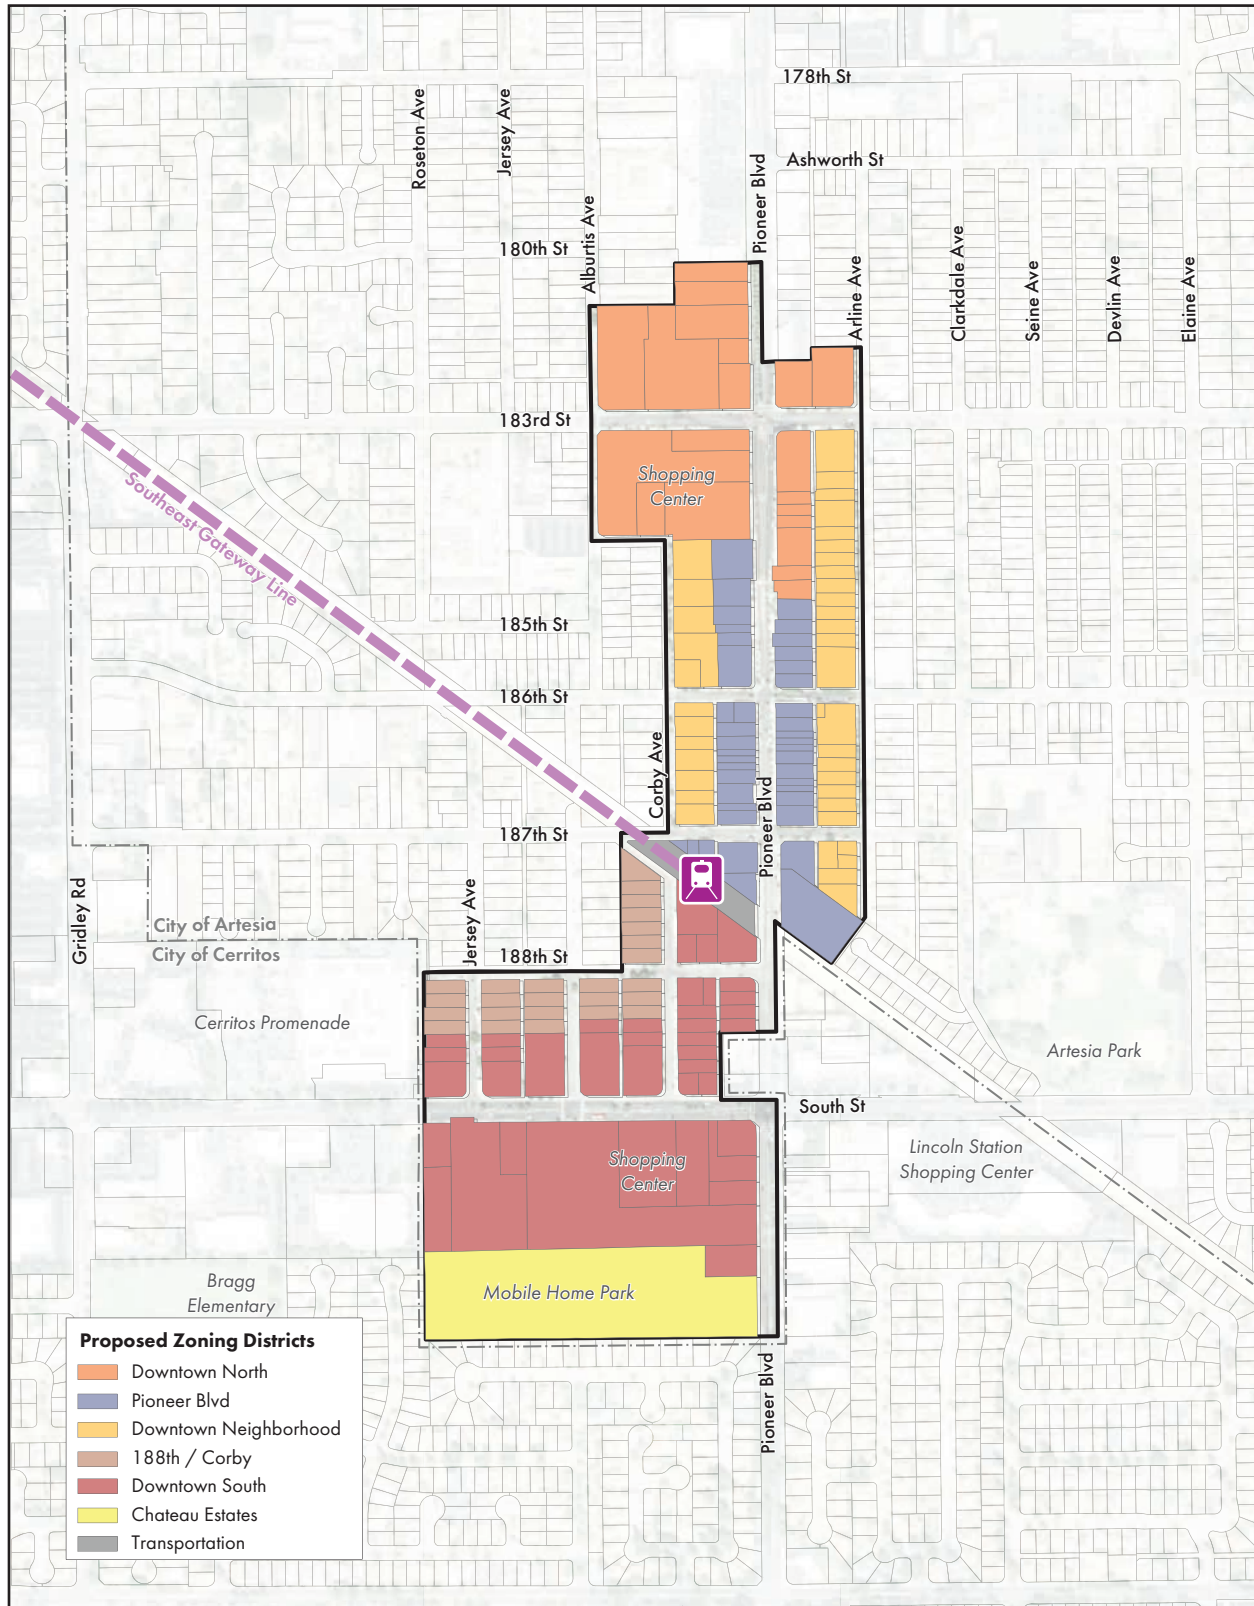 178th St
Ashworth St
Roseton Ave
Jersey Ave
Pioneer Blvd
Alburtis Ave
180th St
Arline Ave
Clarkdale Ave
Seine Ave
Devlin Ave
Elaine Ave
183rd St
Shopping
Center
Southeast Gateway Line
185th St
186th St
Corby Ave
Pioneer Blvd
187th St
Gridley Rd
Jersey Ave
City of Artesia
City of Cerritos
188th St
Cerritos Promenade
Artesia Park
South St
Shopping
Center
Lincoln Station
Shopping Center
Bragg
Elementary
Mobile Home Park
Pioneer Blvd
Proposed Zoning Districts
Downtown North
Pioneer Blvd
Downtown Neighborhood
188th / Corby
Downtown South
Chateau Estates
Transportation